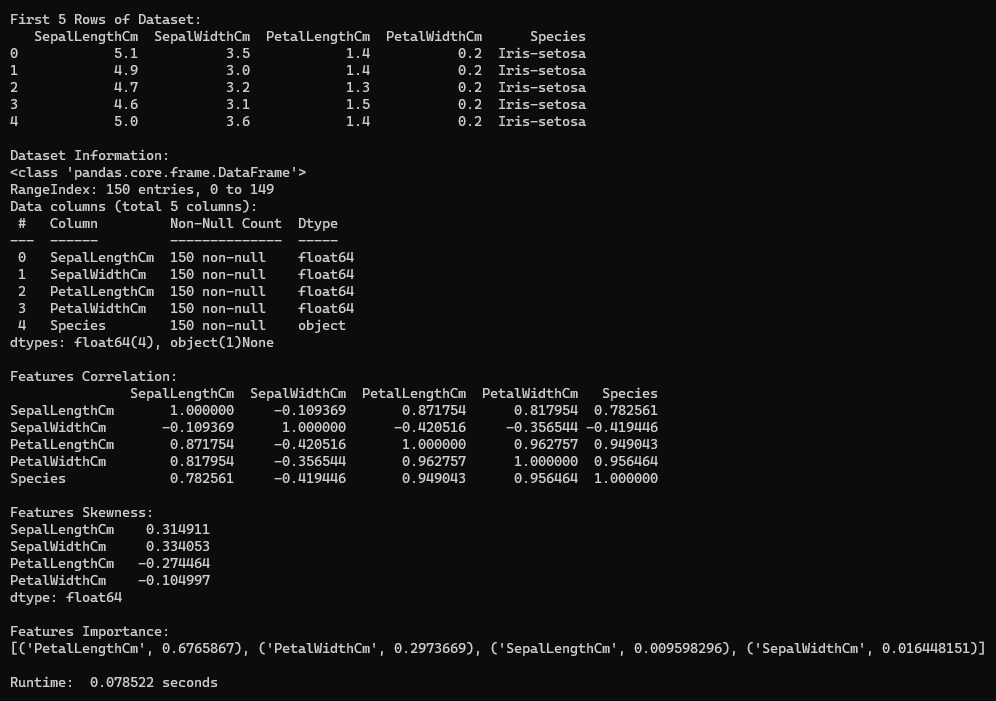 First 5 Rows of Dataset:
   SepalLengthCm  SepalWidthCm  PetalLengthCm  PetalWidthCm      Species
0            5.1           3.5            1.4           0.2  Iris-setosa
1            4.9           3.0            1.4           0.2  Iris-setosa
2            4.7           3.2            1.3           0.2  Iris-setosa
3            4.6           3.1            1.5           0.2  Iris-setosa
4            5.0           3.6            1.4           0.2  Iris-setosa

Dataset Information:
<class 'pandas.core.frame.DataFrame'>
RangeIndex: 150 entries, 0 to 149
Data columns (total 5 columns):
 #   Column         Non-Null Count  Dtype
---  ------         --------------  -----
 0   SepalLengthCm  150 non-null    float64
 1   SepalWidthCm   150 non-null    float64
 2   PetalLengthCm  150 non-null    float64
 3   PetalWidthCm   150 non-null    float64
 4   Species        150 non-null    object
dtypes: float64(4), object(1)None

Features Correlation:
               SepalLengthCm  SepalWidthCm  PetalLengthCm  PetalWidthCm   Species
SepalLengthCm       1.000000     -0.109369       0.871754      0.817954  0.782561
SepalWidthCm       -0.109369      1.000000      -0.420516     -0.356544 -0.419446
PetalLengthCm       0.871754     -0.420516       1.000000      0.962757  0.949043
PetalWidthCm        0.817954     -0.356544       0.962757      1.000000  0.956464
Species             0.782561     -0.419446       0.949043      0.956464  1.000000

Features Skewness:
SepalLengthCm    0.314911
SepalWidthCm     0.334053
PetalLengthCm   -0.274464
PetalWidthCm    -0.104997
dtype: float64

Features Importance:
[('PetalLengthCm', 0.6765867), ('PetalWidthCm', 0.2973669), ('SepalLengthCm', 0.009598296), ('SepalWidthCm', 0.016448151)]

Runtime:  0.078522 seconds